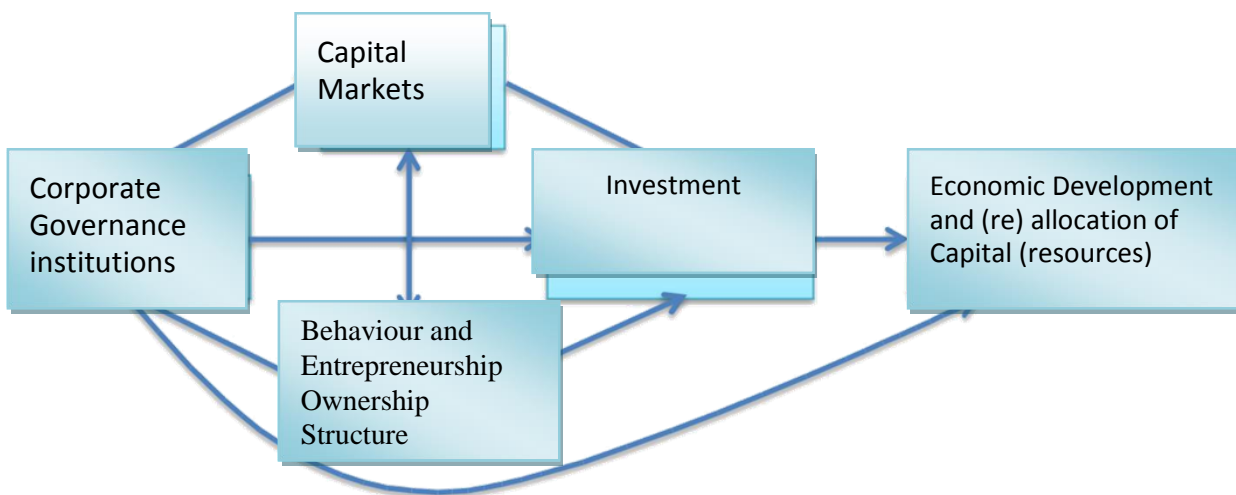 Capital
Markets
Corporate
Governance
institutions
Investment
Economic Development
and (re) allocation of
Capital (resources)
Behaviour and
Entrepreneurship
Ownership
Structure